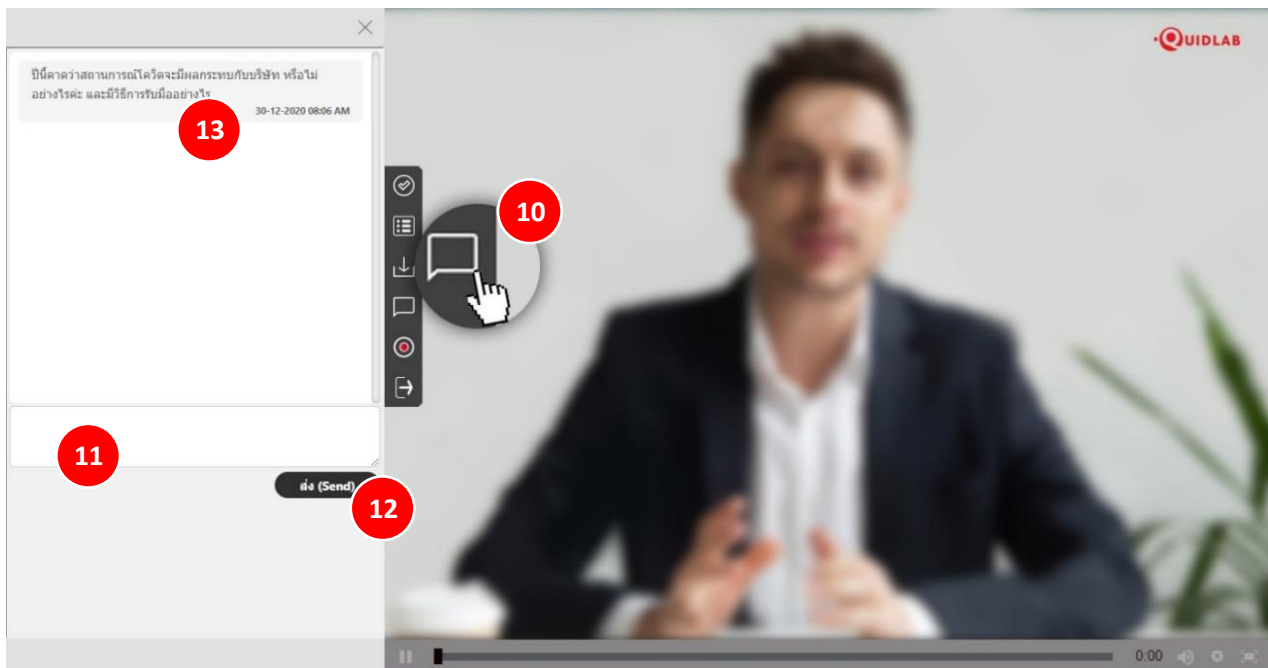 QUIDLAB
ปีนี้คาดว่าสถานการณ์โควิดจะมีผลกระทบกับบริษัท หรือไม่
อย่างไรค่ะ และมีวิธีการรับมืออย่างไร
30-12-2020 08:06 AM
13
10
11
ส่ง (Send)
12
0:00